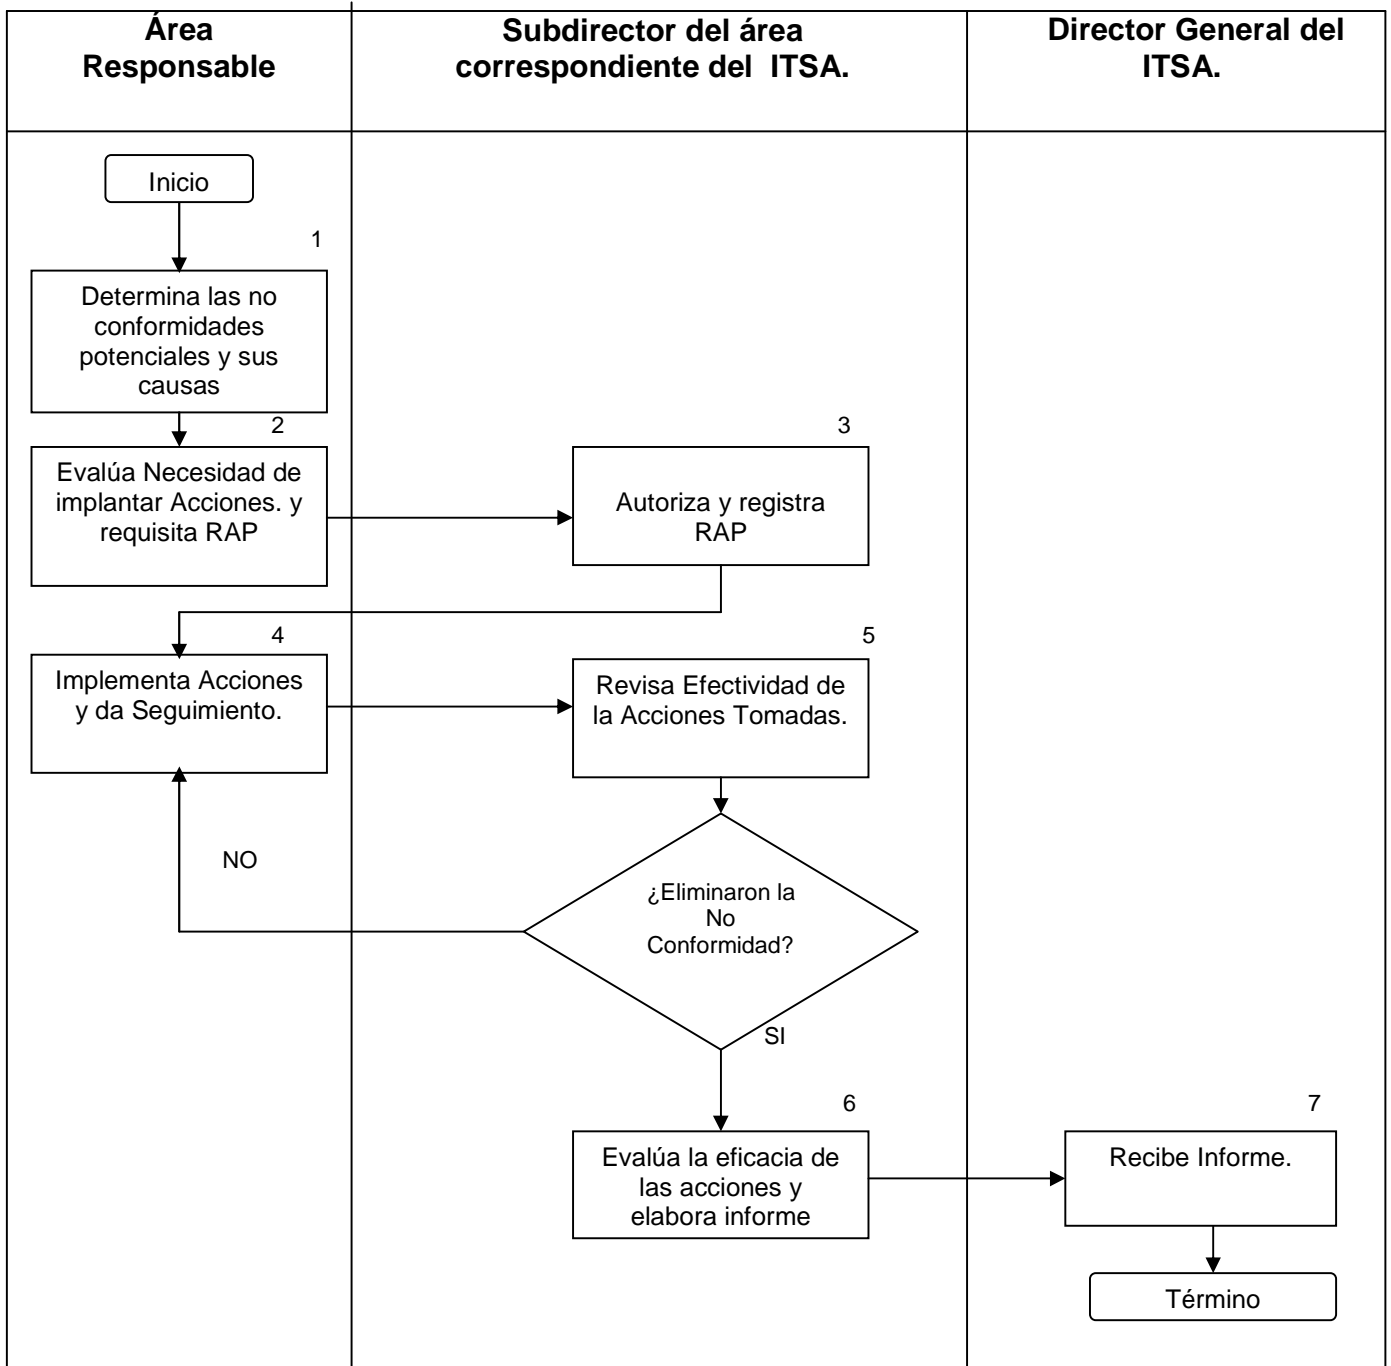 Área
Responsable
Subdirector del área
correspondiente del ITSA.
Director General del
ITSA.
Inicio
1
Determina las no
conformidades
potenciales y sus
causas
2
Evalúa Necesidad de
implantar Acciones. y
requisita RAP
3
Autoriza y registra
RAP
4
Implementa Acciones
y da Seguimiento.
5
Revisa Efectividad de
la Acciones Tomadas.
NO
¿Eliminaron la
No
Conformidad?
SI
6
Evalúa la eficacia de
las acciones y
elabora informe
7
Recibe Informe.
Término